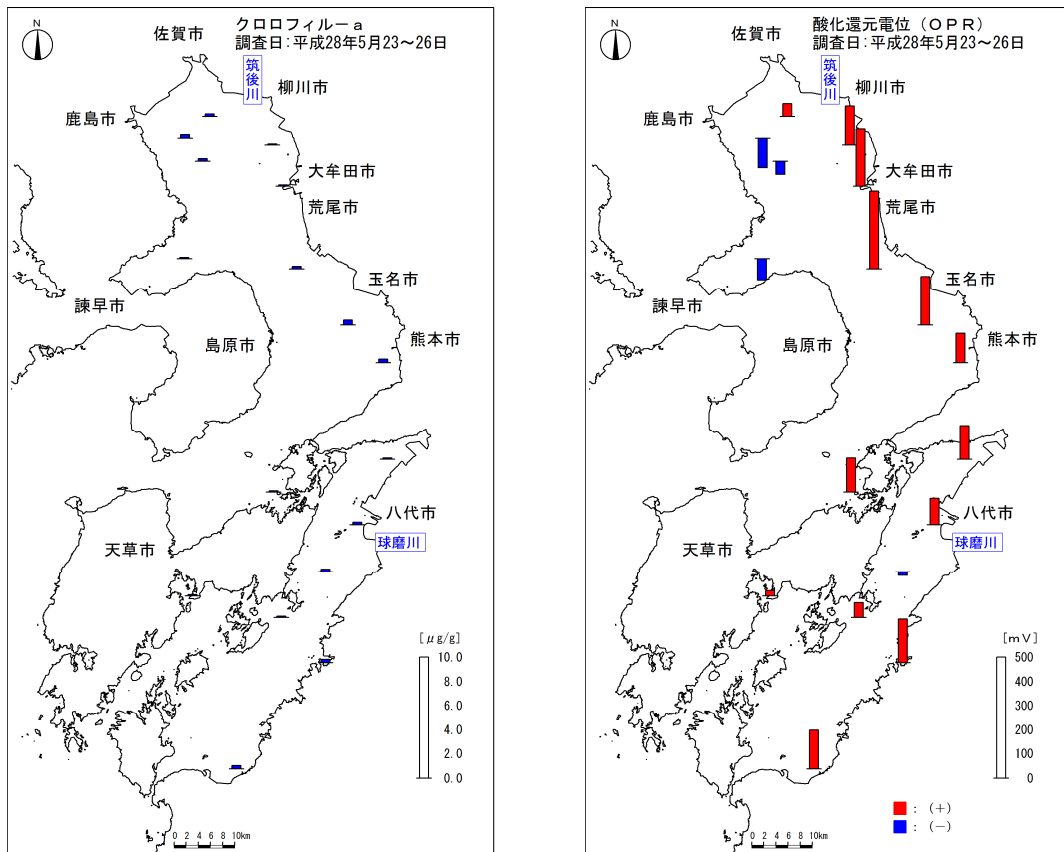 クロロフィルーa
調査日:平成28年5月23~26日
N
佐賀市
筑後川
柳川市
鹿島市
大牟田市
荒尾市
玉名市
諫早市
島原市
熊本市
八代市
天草市
球磨川
[μg/g]
10.0
8.0
6.0
4.0
2.0
0.0
0 2 4 6 8 10km
酸化還元電位(OPR)
調査日:平成28年5月23~26日
N
佐賀市
筑後川
柳川市
鹿島市
大牟田市
荒尾市
玉名市
諫早市
島原市
熊本市
八代市
天草市
球磨川
[mV]
500
400
300
200
100
0
:(+)
:(-)
0 2 4 6 8 10km